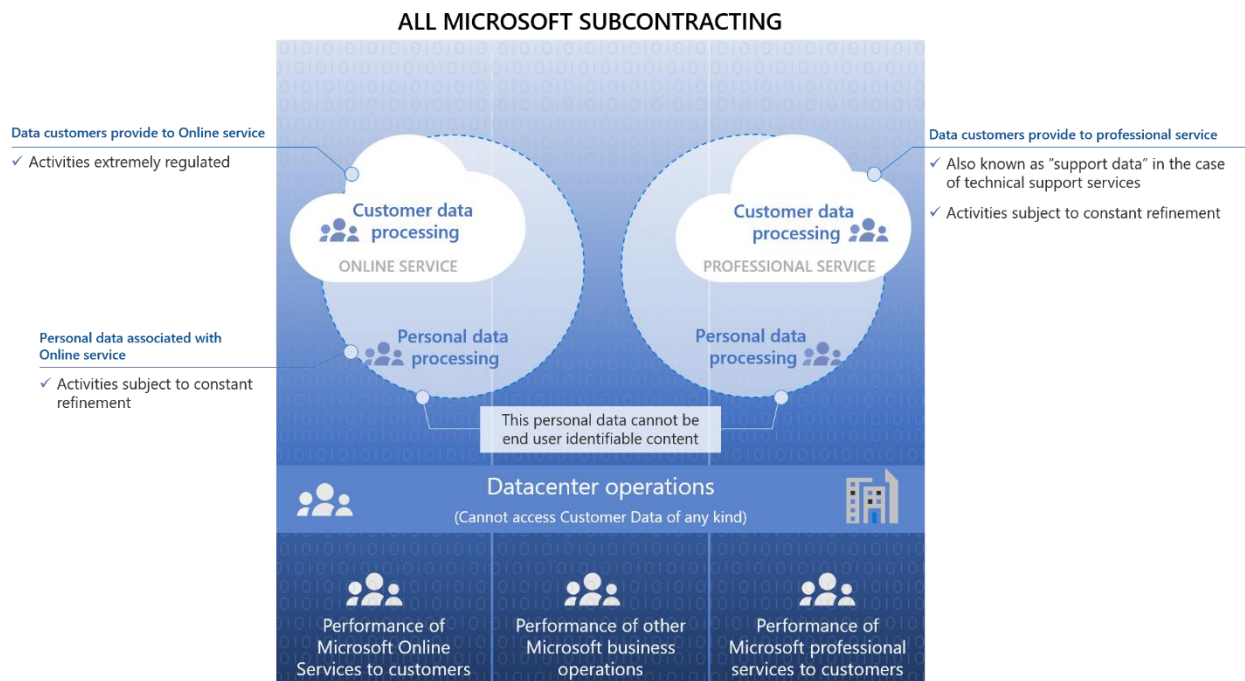 ALL MICROSOFT SUBCONTRACTING
Data customers provide to Online service
✓ Activities extremely regulated
Data customers provide to professional service
✓ Also known as "support data" in the case
of technical support services
✓ Activities subject to constant refinement
Customer data
processing
ONLINE SERVICE
Customer data
processing
PROFESSIONAL SERVICE
Personal data associated with
Online service
✓ Activities subject to constant
refinement
Personal data
processing
Personal data
processing
This personal data cannot be
end user identifiable content
Datacenter operations
(Cannot access Customer Data of any kind)
Performance of
Microsoft Online
Services to customers
Performance of other
Microsoft business
operations
Performance of
Microsoft professional
services to customers